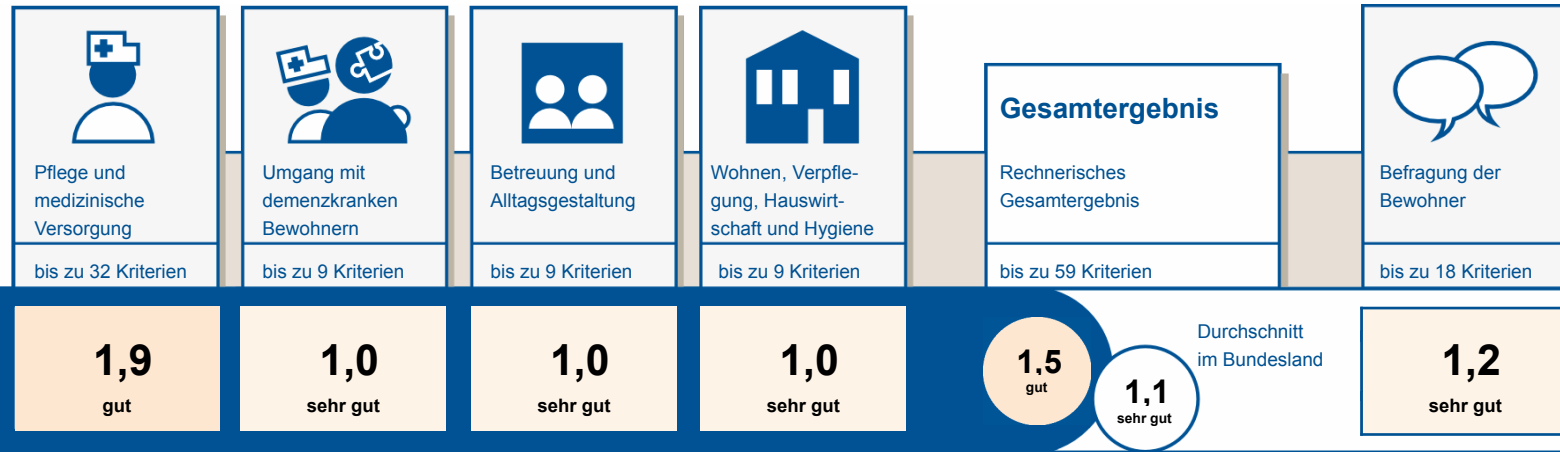 Pflege und
medizinische
Versorgung
bis zu 32 Kriterien
1,9
gut
Umgang mit
demenzkranken
Bewohnern
bis zu 9 Kriterien
1,0
sehr gut
Betreuung und
Alltagsgestaltung
bis zu 9 Kriterien
1,0
sehr gut
Wohnen, Verpfle-
gung, Hauswirt-
schaft und Hygiene
bis zu 9 Kriterien
1,0
sehr gut
Gesamtergebnis
Rechnerisches
Gesamtergebnis
bis zu 59 Kriterien
1,5
gut
Durchschnitt
im Bundesland
1,1
sehr gut
Befragung der
Bewohner
bis zu 18 Kriterien
1,2
sehr gut